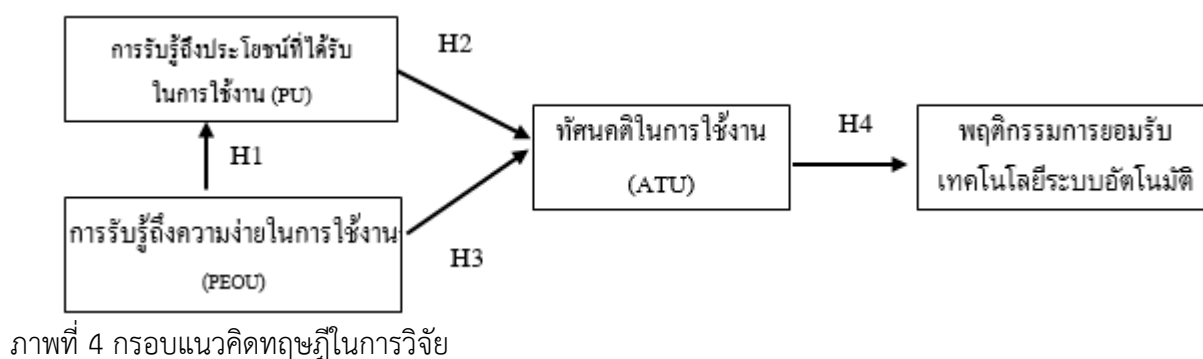 การรับรู้ถึงประโยชน์ที่ได้รับ
ในการใช้งาน (PU)
H2
H1
การรับรู้ถึงความง่ายในการใช้งาน
(PEOU)
H3
ทัศนคติในการใช้งาน
(ATU)
H4
พฤติกรรมการยอมรับ
เทคโนโลยีระบบอัตโนมัติ
ภาพที่ 4 กรอบแนวคิดทฤษฎีในการวิจัย